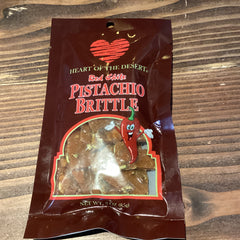 HEART OF THE DESERT
Red Chile
PISTACHIO
BRITTLE